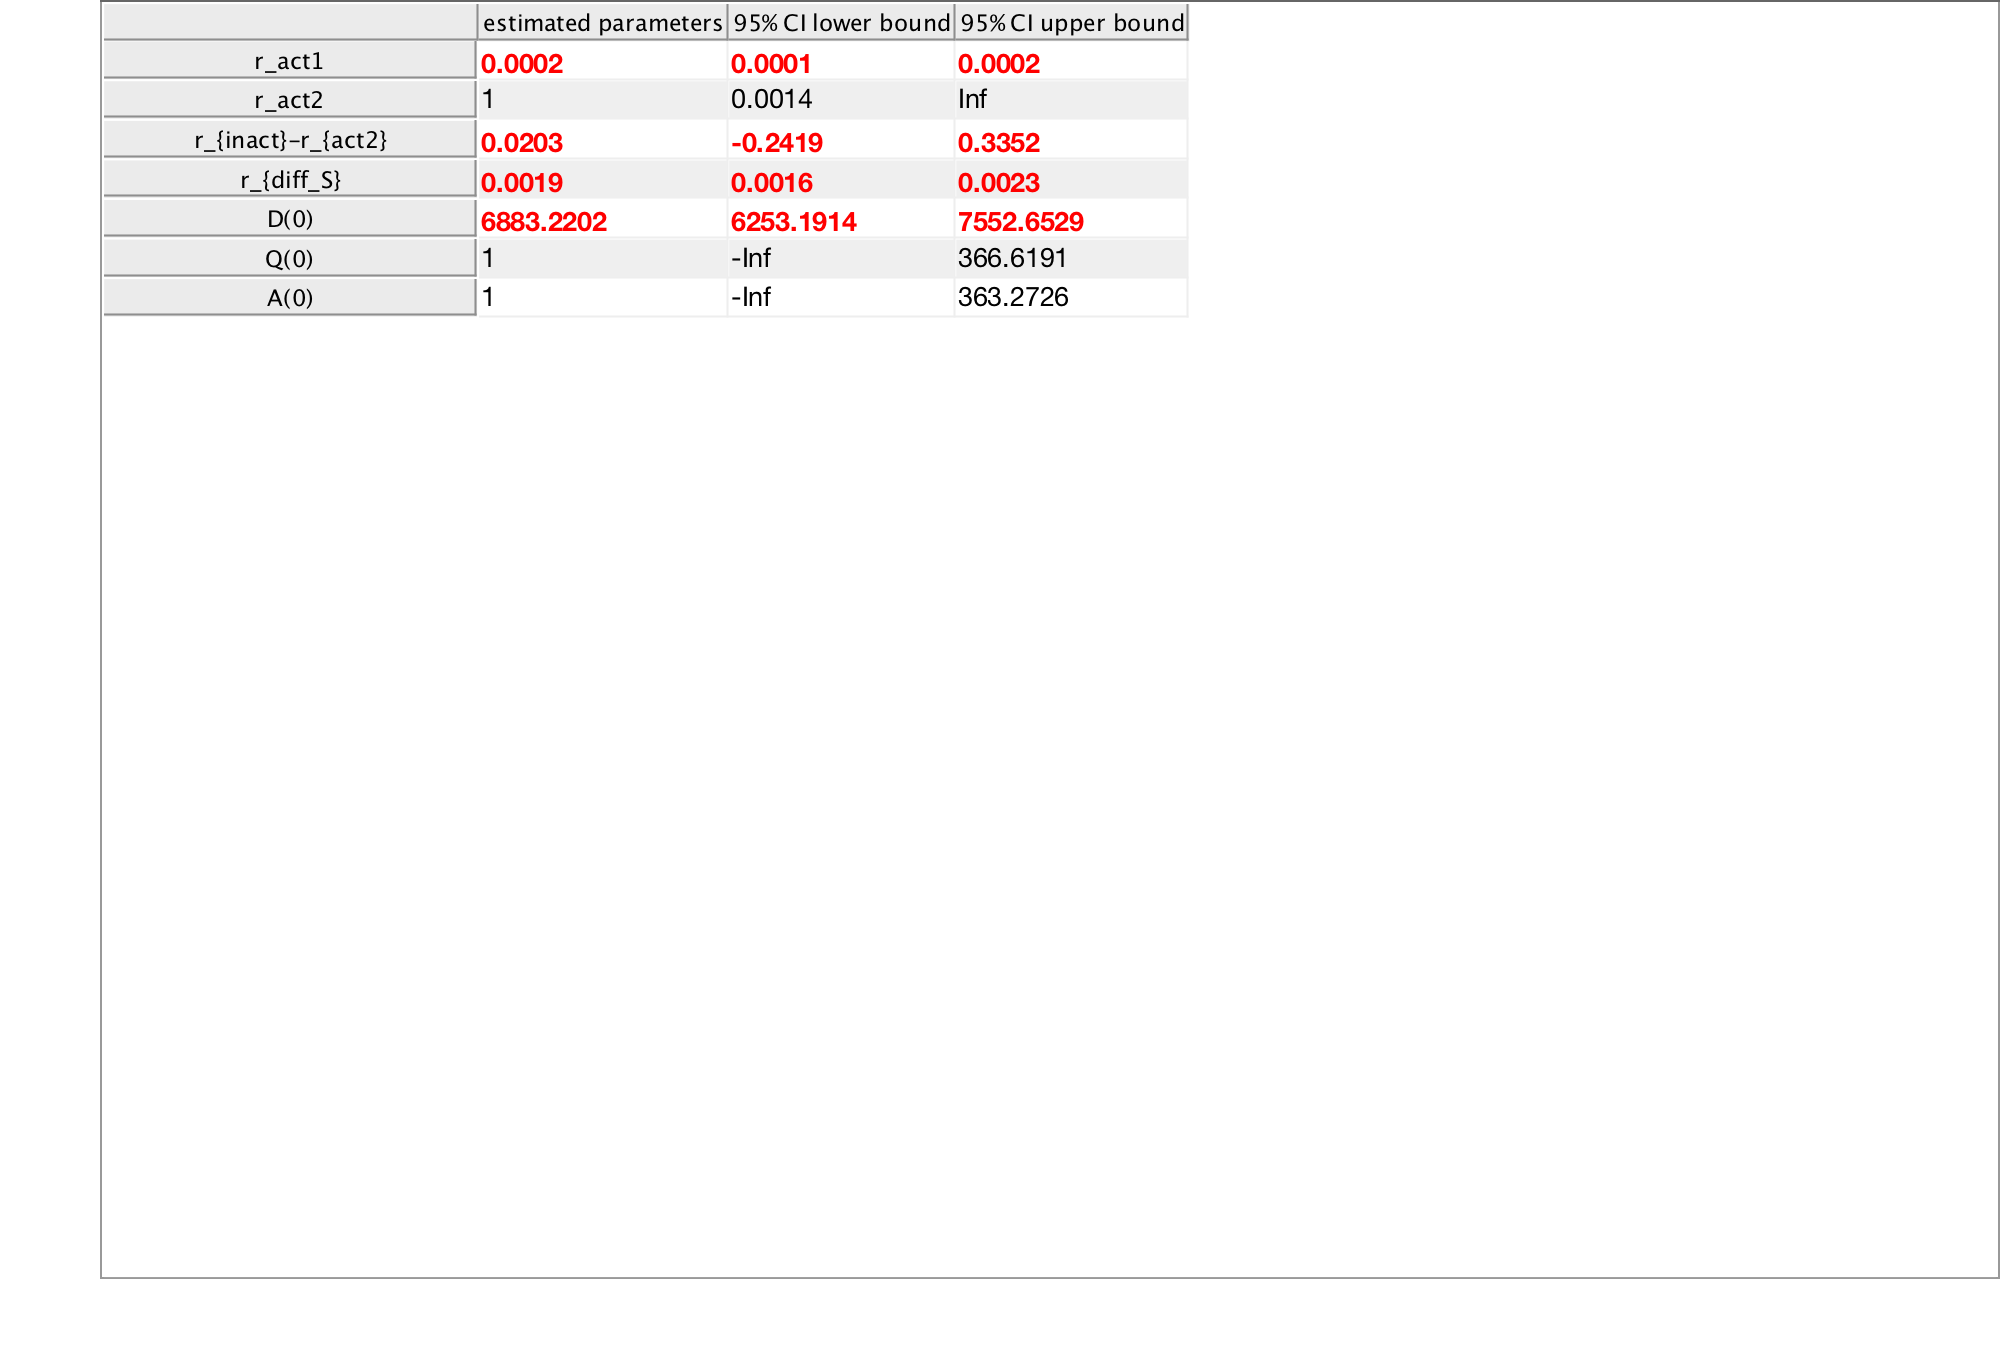 estimated parameters 95% CI lower bound 95% CI upper bound
r_act1 0.0002 0.0001 0.0002
r_act2 1 0.0014 Inf
r_{inact}-r_{act2} 0.0203 -0.2419 0.3352
r_{diff_S} 0.0019 0.0016 0.0023
D(0) 6883.2202 6253.1914 7552.6529
Q(0) 1 -Inf 366.6191
A(0) 1 -Inf 363.2726